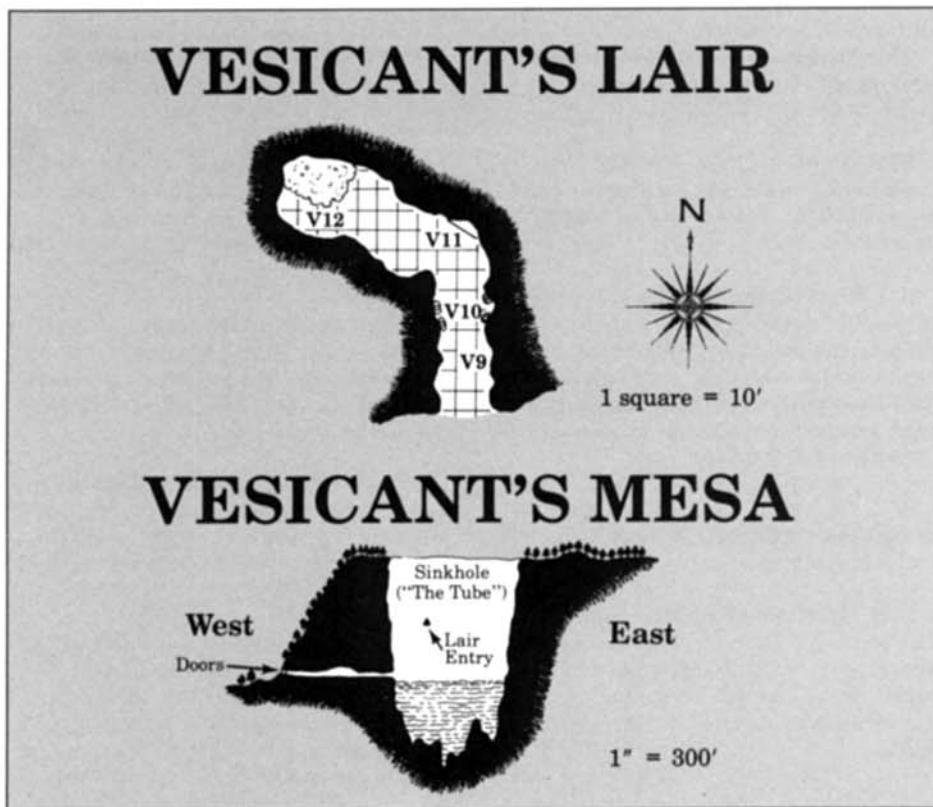 VESICANT'S LAIR
N
V12
V11
V10
V9
1 square = 10'
VESICANT'S MESA
Sinkhole
("The Tube")
West
Lair
Entry
East
Doors
1" = 300'